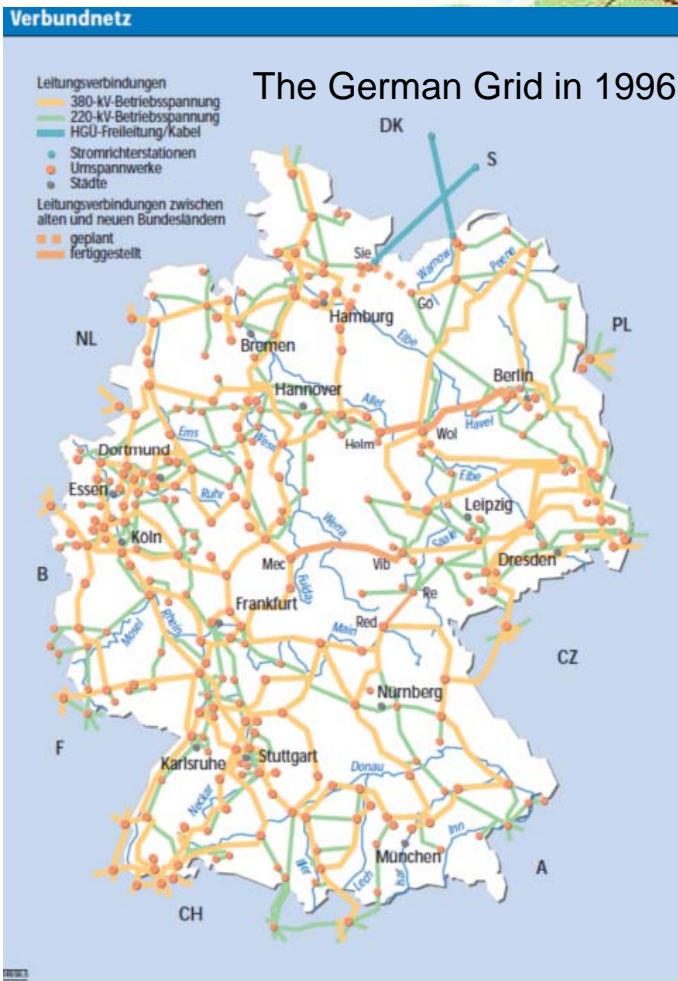 Verbundnetz
The German Grid in 1996
Leitungsverbindungen
380-kV-Betriebsspannung
220-kV-Betriebsspannung
HGÜ-Freileitung/Kabel
Stromrichterstationen
Umspannwerke
Städte
Leitungsverbindungen zwischen
alten und neuen Bundesländern
geplant
fertiggestellt
DK
S
Sie
Warnow
Peene
Gö
Hamburg
NL
PL
Bremen
Elbe
Berlin
Hannover
Aller
Havel
Ems
Weser
Helm
Wol
Dortmund
Elbe
Essen
Ruhr
Leipzig
Werra
Saale
Köln
Dresden
B
Mec
Vib
Fulda
Re
Frankfurt
Mosel
Rhein
Main
Red
CZ
Nürnberg
F
Karlsruhe
Stuttgart
Donau
Neckar
Inn
München
Iller
Lech
Isar
A
CH